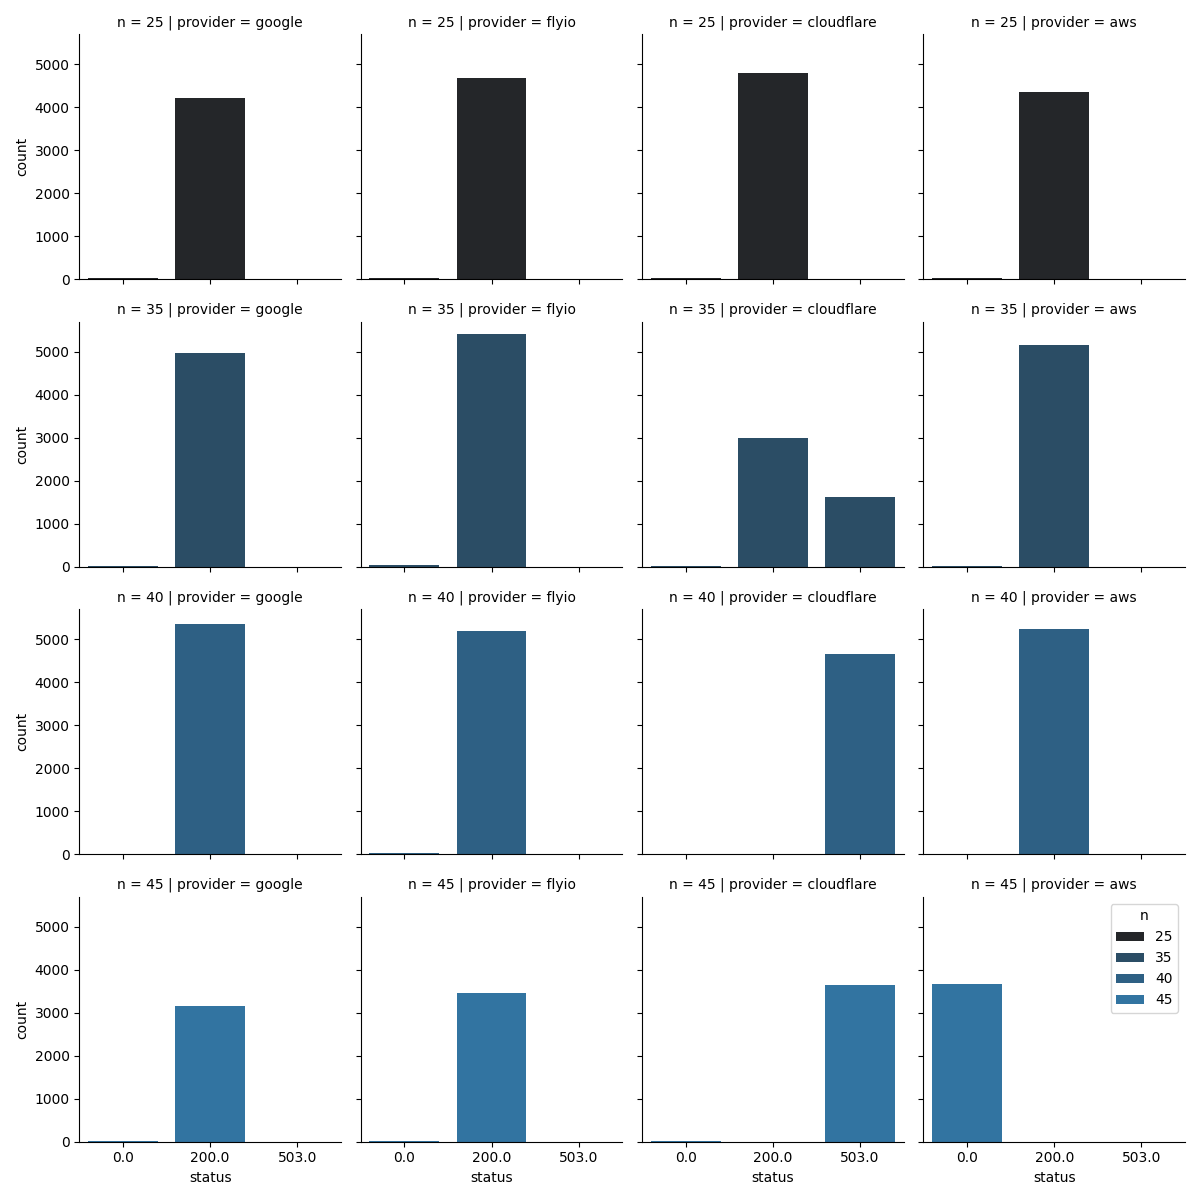 n = 25 | provider = google
n = 25 | provider = flyio
n = 25 | provider = cloudflare
n = 25 | provider = aws
5000
4000
3000
2000
1000
0
count
n = 35 | provider = google
n = 35 | provider = flyio
n = 35 | provider = cloudflare
n = 35 | provider = aws
5000
4000
3000
2000
1000
0
count
n = 40 | provider = google
n = 40 | provider = flyio
n = 40 | provider = cloudflare
n = 40 | provider = aws
5000
4000
3000
2000
1000
0
count
n = 45 | provider = google
n = 45 | provider = flyio
n = 45 | provider = cloudflare
n = 45 | provider = aws
5000
4000
3000
2000
1000
0
count
n
25
35
40
45
0.0 200.0 503.0
status
0.0 200.0 503.0
status
0.0 200.0 503.0
status
0.0 200.0 503.0
status